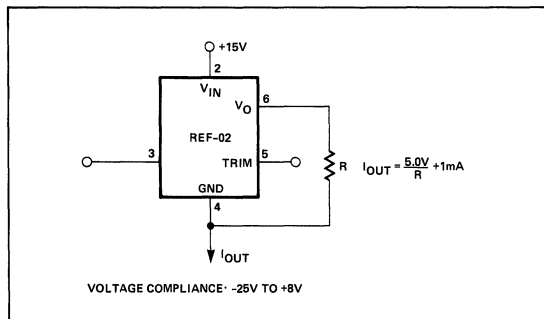 +15V
2
VIN
VO
6
REF-02
3
TRIM
5
GND
4
R
IOUT = 5.0V/R +1mA
IOUT
VOLTAGE COMPLIANCE· -25V TO +8V